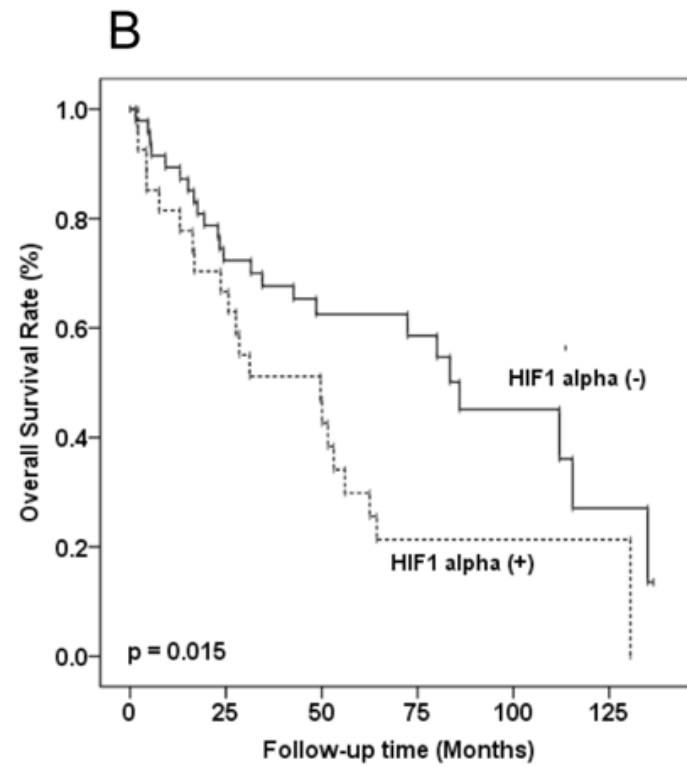 B
Overall Survival Rate (%)
1.0
0.8
0.6
0.4
0.2
0.0
HIF1 alpha (-)
HIF1 alpha (+)
p = 0.015
0 25 50 75 100 125
Follow-up time (Months)